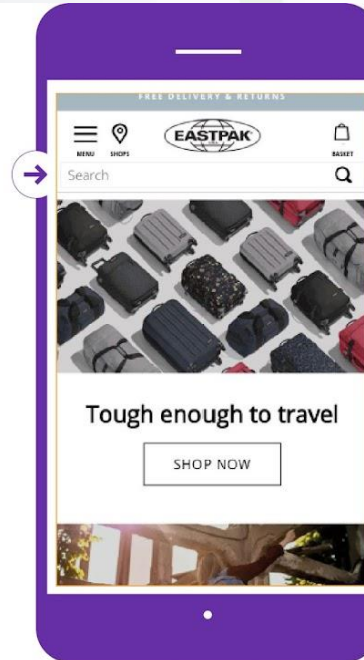 FREE DELIVERY & RETURNS
EASTPAK
MENU SHOPS BASKET
Search
Tough enough to travel
SHOP NOW